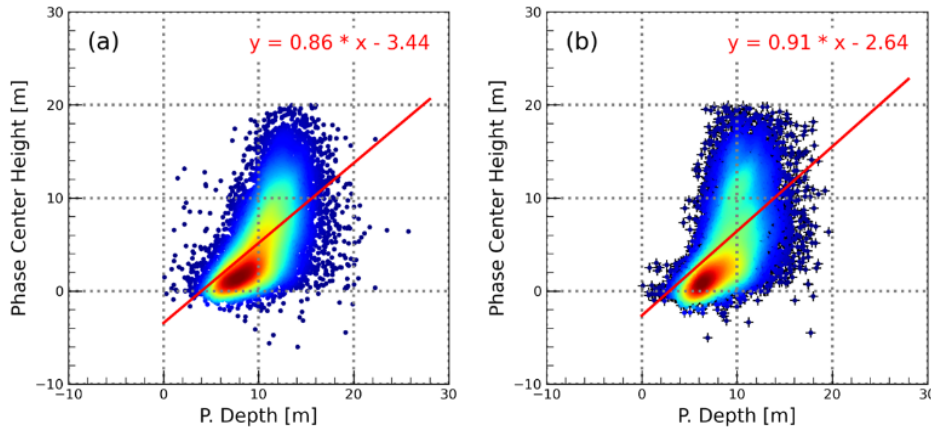 (a)
y = 0.86 * x - 3.44
Phase Center Height [m]
30
20
10
0
−10
−10
0
10
20
30
P. Depth [m]
(b)
y = 0.91 * x - 2.64
Phase Center Height [m]
30
20
10
0
−10
−10
0
10
20
30
P. Depth [m]